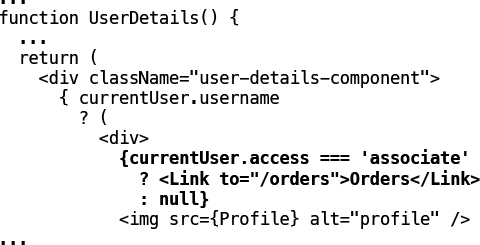 ...
function UserDetails() {
...
return (
<div className="user-details-component">
{ currentUser.username
? (
<div>
{currentUser.access === 'associate'
? <Link to="/orders">Orders</Link>
: null}
<img src={Profile} alt="profile" />
...